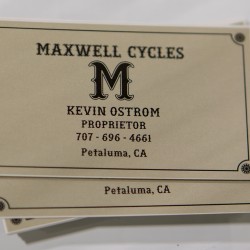 MAXWELL CYCLES
M
KEVIN OSTROM
PROPRIETOR
707 - 696 - 4661
Petaluma, CA
Petaluma, CA